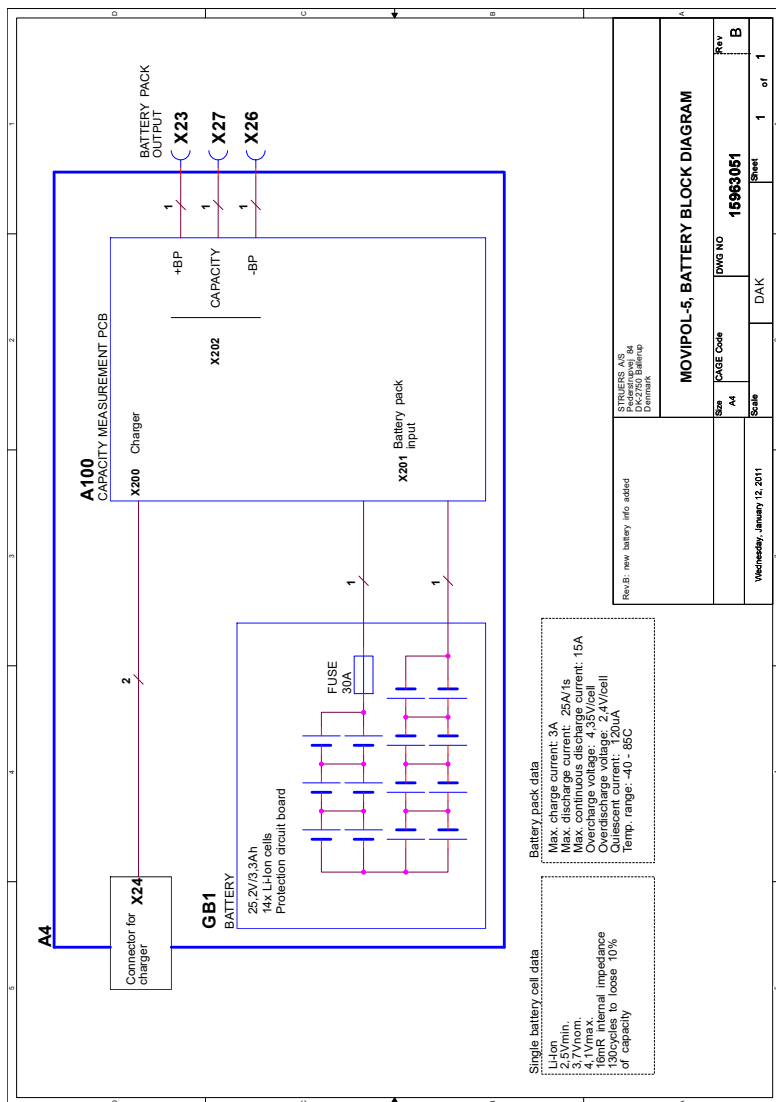 A4
Connector for
charger
X24
2
A100
CAPACITY MEASUREMENT PCB
X200
Charger
X202
+BP
CAPACITY
-BP
1
1
1
BATTERY PACK
OUTPUT
X23
X27
X26
X201
Battery pack
input
1
1
GB1
BATTERY
25,2V/3,3Ah
14x Li-Ion cells
Protection circuit board
FUSE
30A
Single battery cell data
Li-Ion
2,5Vmin.
3,7Vnom.
4,1Vmax.
16mR internal impedance
130cycles to loose 10%
of capacity
Battery pack data
Max. charge current: 3A
Max. discharge current: 25A/1s
Max. continuous discharge current: 15A
Overcharge voltage: 4,35V/cell
Overdischarge voltage: 2,4V/cell
Quiescent current: 120uA
Temp. range: -40 - 85C
Rev.B: new battery info added
STRUERS A/S
Pederstrupvej 84
DK-2750 Ballerup
Denmark
MOVIPOL-5, BATTERY BLOCK DIAGRAM
Size
A4
CAGE Code
DWG NO
15963051
Rev
B
Wednesday, January 12, 2011
Scale
DAK
Sheet
1 of 1
5
4
3
2
1
D
B
A